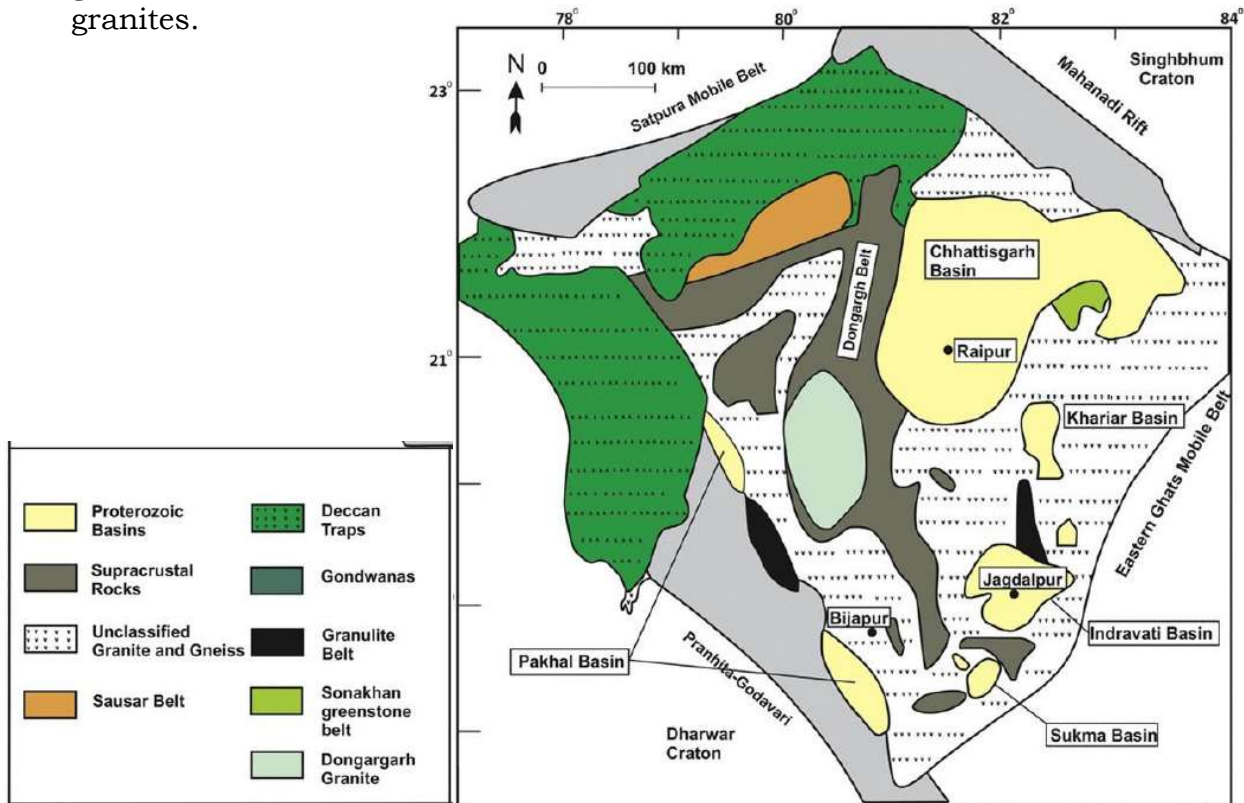 granites.
78°
80°
82°
84°
23°
21°
N
0 100 km
Satpura Mobile Belt
Mahanadi Rift
Singhbhum
Craton
Chhattisgarh
Basin
Dongargh Belt
Raipur
Khariar Basin
Eastern Ghats Mobile Belt
Jagdalpur
Bijapur
Indravati Basin
Pakhal Basin
Pranhita-Godavari
Dharwar
Craton
Sukma Basin
Proterozoic
Basins
Supracrustal
Rocks
Unclassified
Granite and Gneiss
Sausar Belt
Deccan
Traps
Gondwanas
Granulite
Belt
Sonakhan
greenstone
belt
Dongargarh
Granite